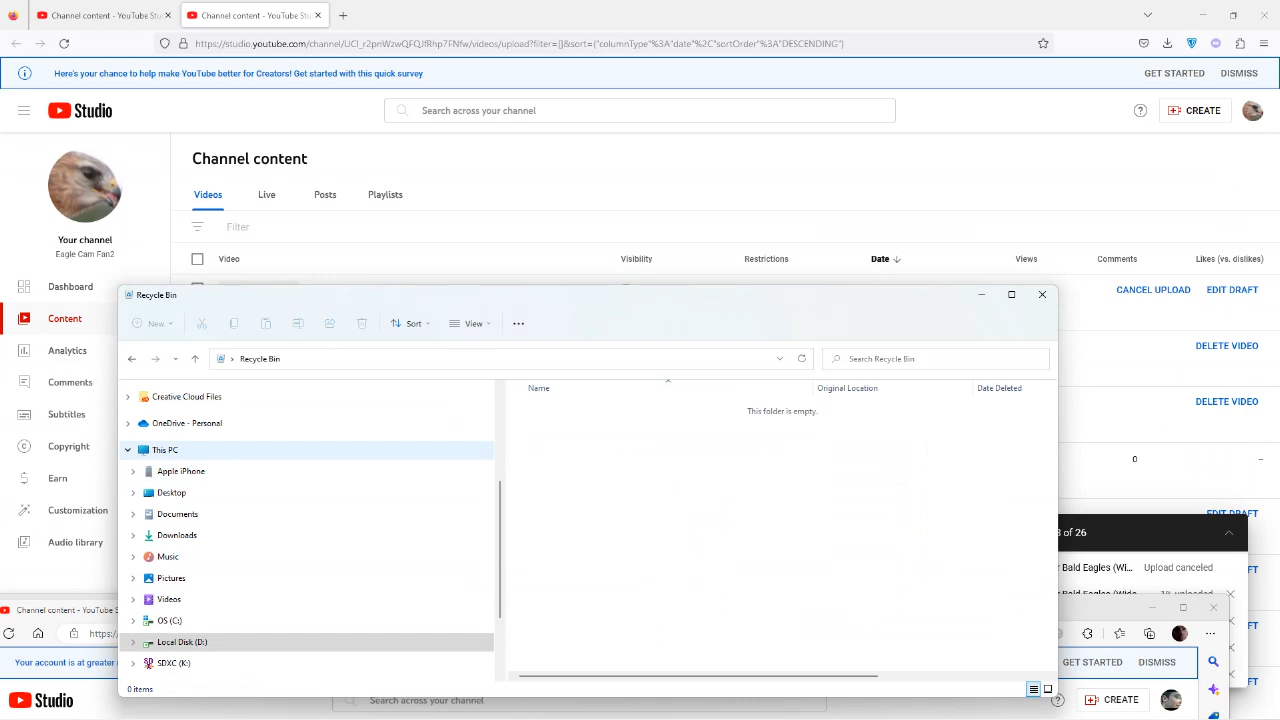 Channel content - YouTube Stu
Channel content - YouTube Stu
https://studio.youtube.com/channel/UCl_r2pnWzwQFQJfRhp7FNfw/videos/upload?filter=[]&sort={"columnType"%3A"date"%2C"sortOrder"%3A"DESCENDING"}
Here's your chance to help make YouTube better for Creators! Get started with this quick survey
GET STARTED
DISMISS
Studio
Search across your channel
CREATE
Channel content
Videos
Live
Posts
Playlists
Filter
Your channel
Eagle Cam Fan2
Video
Visibility
Restrictions
Date
Views
Comments
Likes (vs. dislikes)
Dashboard
Content
Analytics
Comments
Subtitles
Copyright
Earn
Customization
Audio library
CANCEL UPLOAD
EDIT DRAFT
DELETE VIDEO
DELETE VIDEO
0
–
EDIT DRAFT
Recycle Bin
New
Sort
View
Recycle Bin
Search Recycle Bin
Name
Original Location
Date Deleted
This folder is empty.
Creative Cloud Files
OneDrive - Personal
This PC
Apple iPhone
Desktop
Documents
Downloads
Music
Pictures
Videos
OS (C:)
Local Disk (D:)
SDXC (K:)
0 items
of 26
Bald Eagles (Wi... Upload canceled
Channel content - YouTube S
https://
Your account is at greater
GET STARTED
DISMISS
Studio
Search across your channel
CREATE